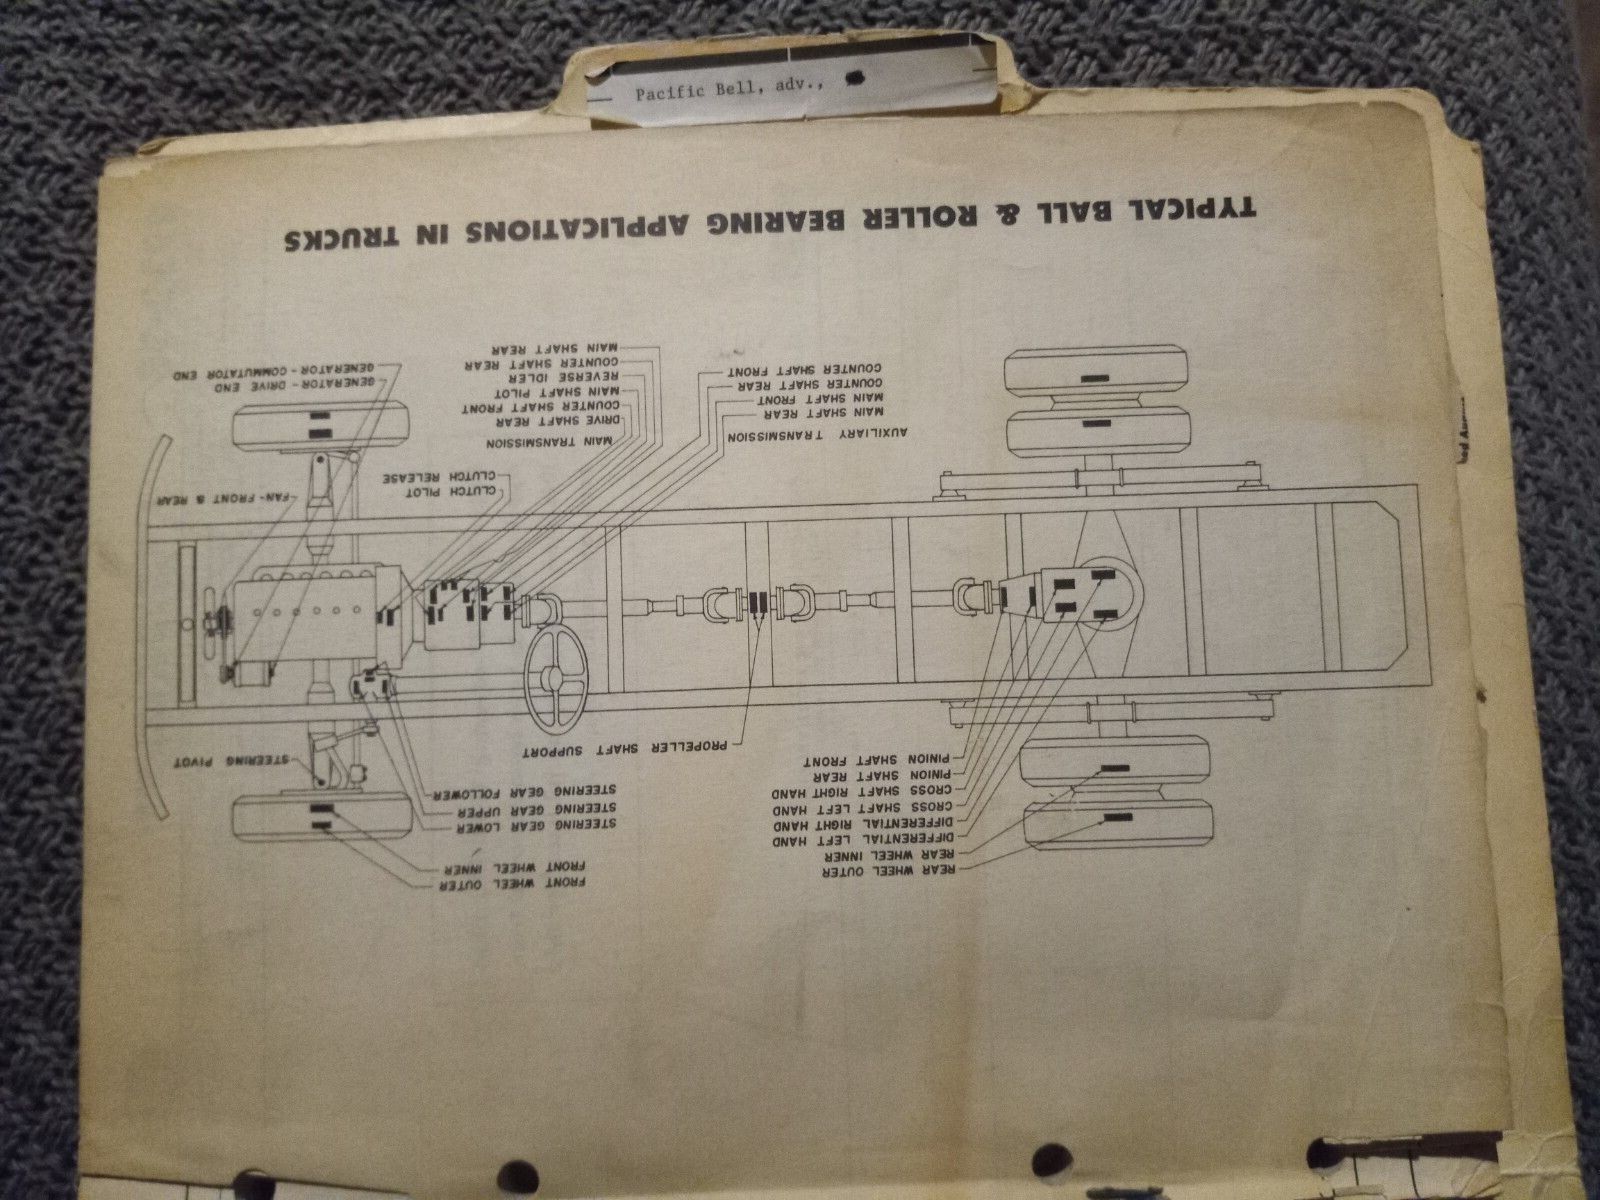 Pacific Bell, adv.,
TYPICAL BALL & ROLLER BEARING APPLICATIONS IN TRUCKS
REAR WHEEL OUTER
REAR WHEEL INNER
DIFFERENTIAL LEFT HAND
DIFFERENTIAL RIGHT HAND
CROSS SHAFT LEFT HAND
CROSS SHAFT RIGHT HAND
PINION SHAFT REAR
PINION SHAFT FRONT
FRONT WHEEL OUTER
FRONT WHEEL INNER
STEERING GEAR LOWER
STEERING GEAR UPPER
STEERING GEAR FOLLOWER
STEERING PIVOT
PROPELLER SHAFT SUPPORT
AUXILIARY TRANSMISSION
MAIN SHAFT REAR
MAIN SHAFT FRONT
COUNTER SHAFT REAR
COUNTER SHAFT FRONT
CLUTCH PILOT
CLUTCH RELEASE
FAN-FRONT & REAR
MAIN TRANSMISSION
DRIVE SHAFT REAR
COUNTER SHAFT FRONT
MAIN SHAFT PILOT
REVERSE IDLER
COUNTER SHAFT REAR
MAIN SHAFT REAR
GENERATOR-DRIVE END
GENERATOR-COMMUTATOR END